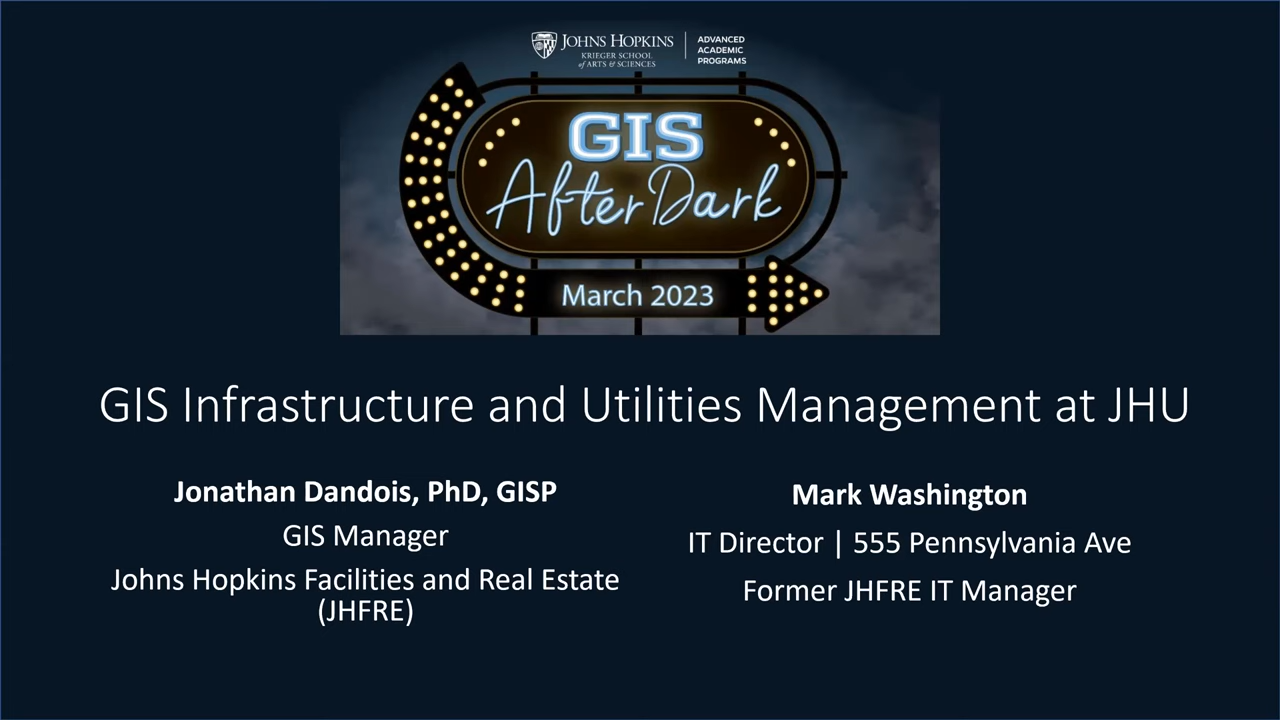 JOHNS HOPKINS
KRIEGER SCHOOL
of ARTS & SCIENCES
ADVANCED
ACADEMIC
PROGRAMS
GIS
After Dark
March 2023
GIS Infrastructure and Utilities Management at JHU
Jonathan Dandois, PhD, GISP
GIS Manager
Johns Hopkins Facilities and Real Estate
(JHFRE)
Mark Washington
IT Director | 555 Pennsylvania Ave
Former JHFRE IT Manager